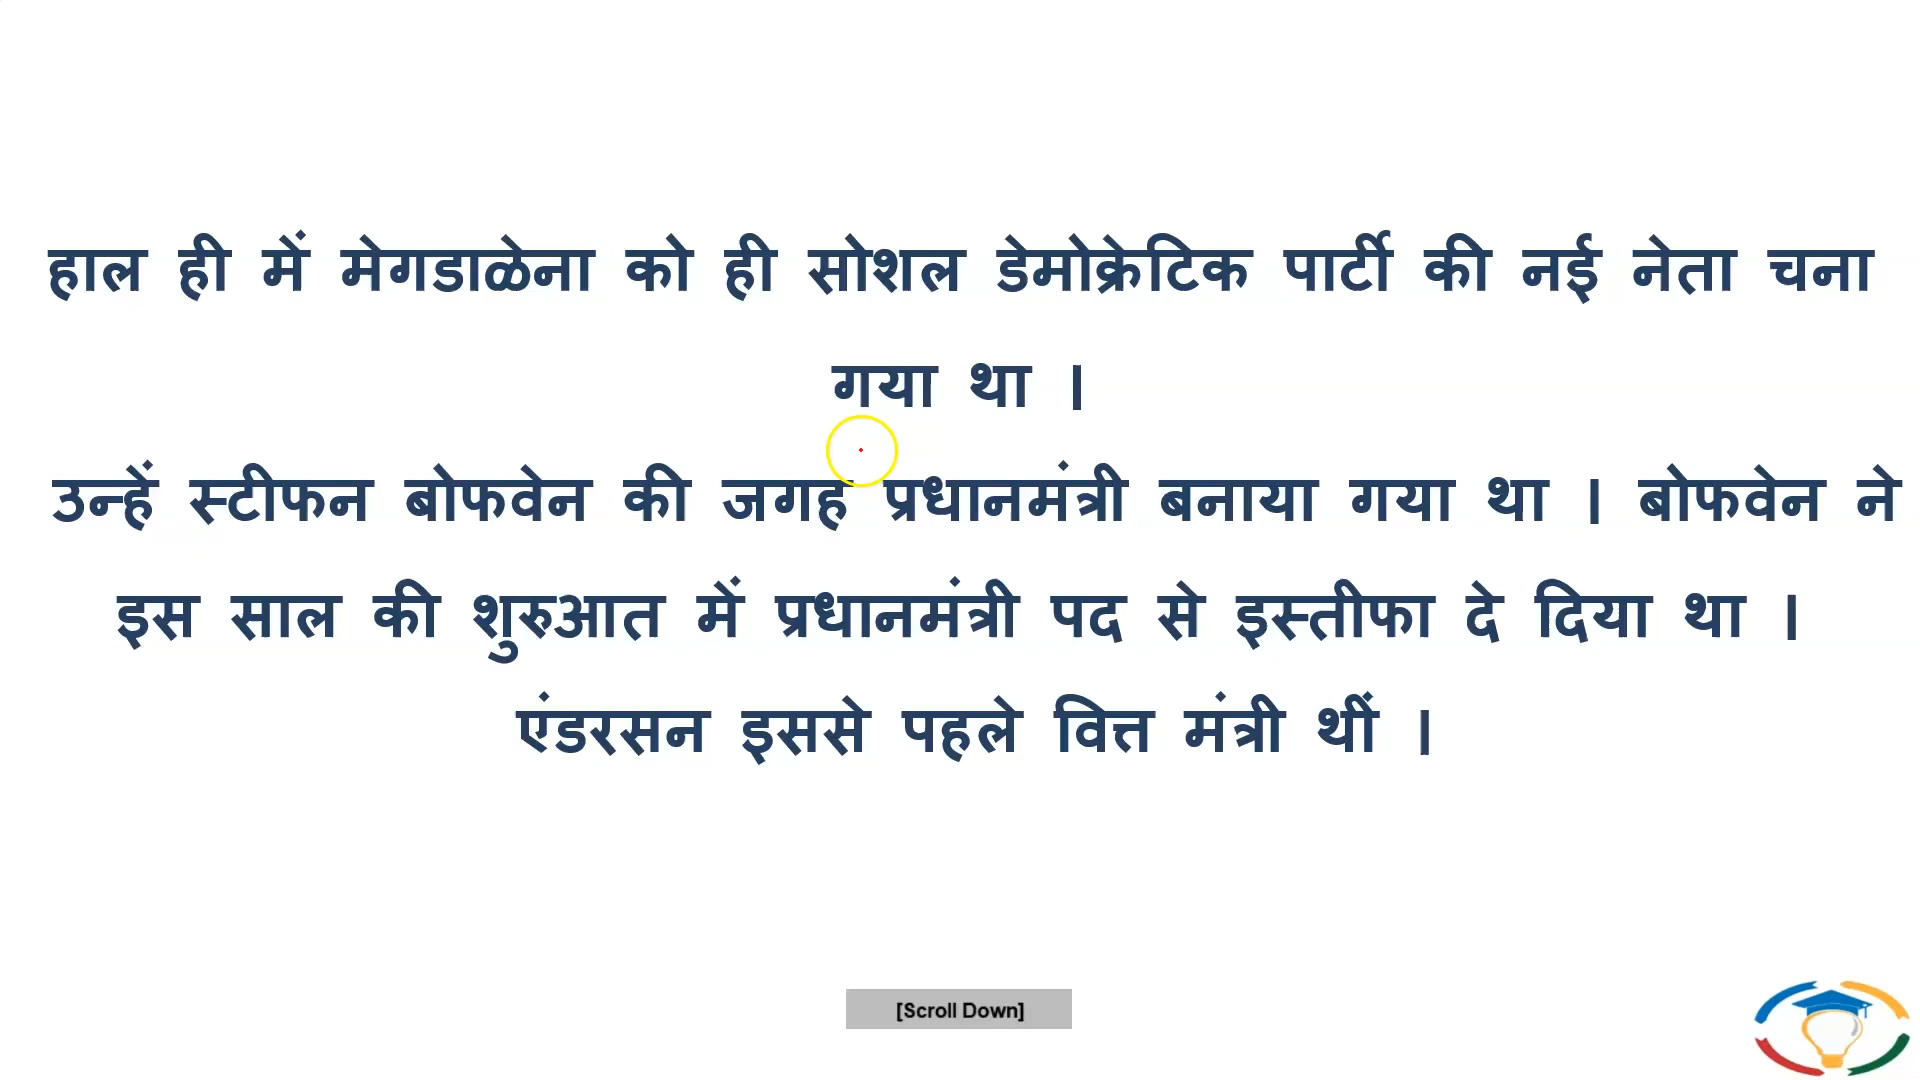 हाल ही में मेगडाळेना को ही सोशल डेमोक्रेटिक पार्टी की नई नेता चना
गया था ।
उन्हें स्टीफन बोफवेन की जगह प्रधानमंत्री बनाया गया था । बोफवेन ने
इस साल की शुरुआत में प्रधानमंत्री पद से इस्तीफा दे दिया था ।
एंडरसन इससे पहले वित्त मंत्री थीं ।
[Scroll Down]